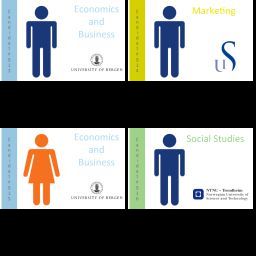 Economics
and
Business
UNIVERSITY OF BERGEN
Marketing
US
Economics
and
Business
UNIVERSITY OF BERGEN
Social Studies
NTNU – Trondheim
Norwegian University of
Science and Technology